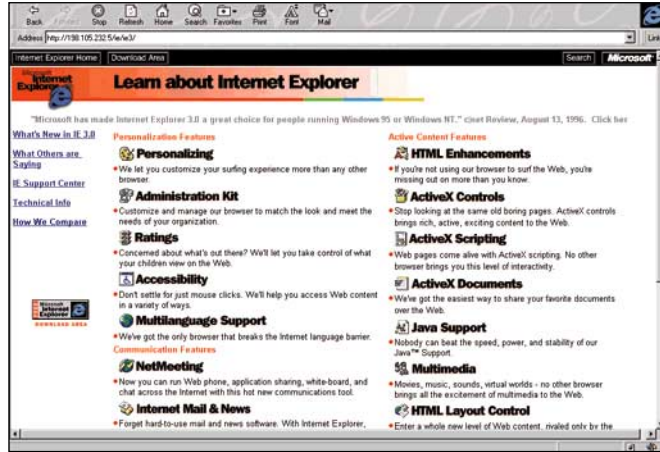 Back
Forward
Stop
Refresh
Home
Search
Favorites
Print
Font
Mail
Address http://198.105.232.5/ie/ie3/
Link
Internet Explorer Home
Download Area
Search
Microsoft
Microsoft
Internet
Explorer
Learn about Internet Explorer
"Microsoft has made Internet Explorer 3.0 a great choice for people running Windows 95 or Windows NT." cinet Review, August 13, 1996. Click her
What's New in IE 3.0
What Others are
Saying
IE Support Center
Technical Info
How We Compare
Microsoft
Internet
Explorer
DOWNLOAD AREA
Personalization Features
Personalizing
We let you customize your surfing experience more than any other
browser.
Administration Kit
Customize and manage our browser to match the look and meet the
needs of your organization.
Ratings
Concerned about what's out there? We'll let you take control of what
your children view on the Web.
Accessibility
Don't settle for just mouse clicks. We'll help you access Web content
in a variety of ways.
Multilanguage Support
We've got the only browser that breaks the Internet language barrier.
Communication Features
NetMeeting
Now you can run Web phone, application sharing, white-board, and
chat across the Internet with this hot new communications tool.
Internet Mail & News
Forget hard-to-use mail and news software. With Internet Explorer,
Active Content Features
HTML Enhancements
If you're not using our browser to surf the Web, you're
missing out on more than you know.
ActiveX Controls
Stop looking at the same old boring pages. ActiveX controls
brings rich, active, exciting content to the Web.
ActiveX Scripting
Web pages come alive with ActiveX scripting. No other
browser brings you this level of interactivity.
ActiveX Documents
We've got the easiest way to share your favorite documents
over the Web.
Java Support
Nobody can beat the speed, power, and stability of our
Java™ Support.
Multimedia
Movies, music, sounds, virtual worlds - no other browser
brings all the excitement of multimedia to the Web.
HTML Layout Control
Enter a whole new level of Web content, rivaled only by the